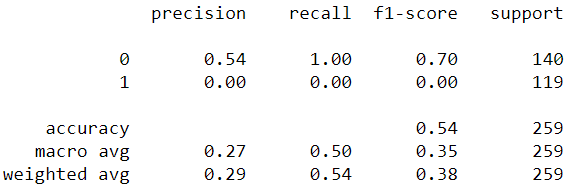 precision recall f1-score support
0 0.54 1.00 0.70 140
1 0.00 0.00 0.00 119
accuracy 0.54 259
macro avg 0.27 0.50 0.35 259
weighted avg 0.29 0.54 0.38 259